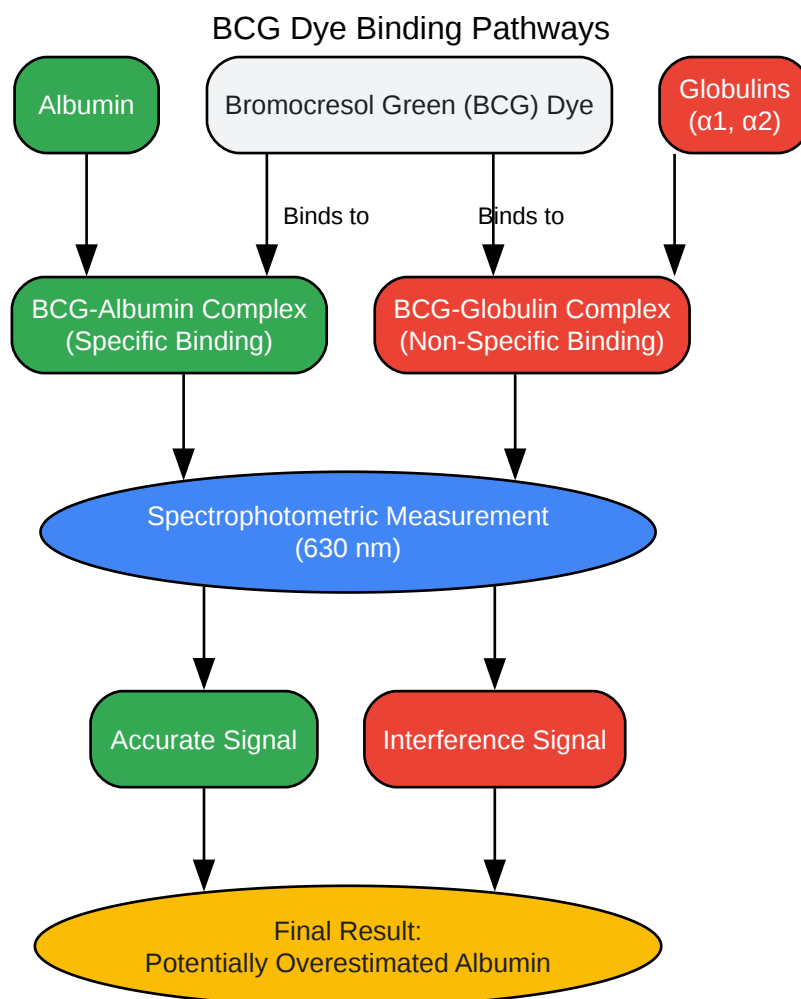 BCG Dye Binding Pathways
Albumin
Bromocresol Green (BCG) Dye
Globulins
(α1, α2)
Binds to
Binds to
BCG-Albumin Complex
(Specific Binding)
BCG-Globulin Complex
(Non-Specific Binding)
Spectrophotometric Measurement
(630 nm)
Accurate Signal
Interference Signal
Final Result:
Potentially Overestimated Albumin